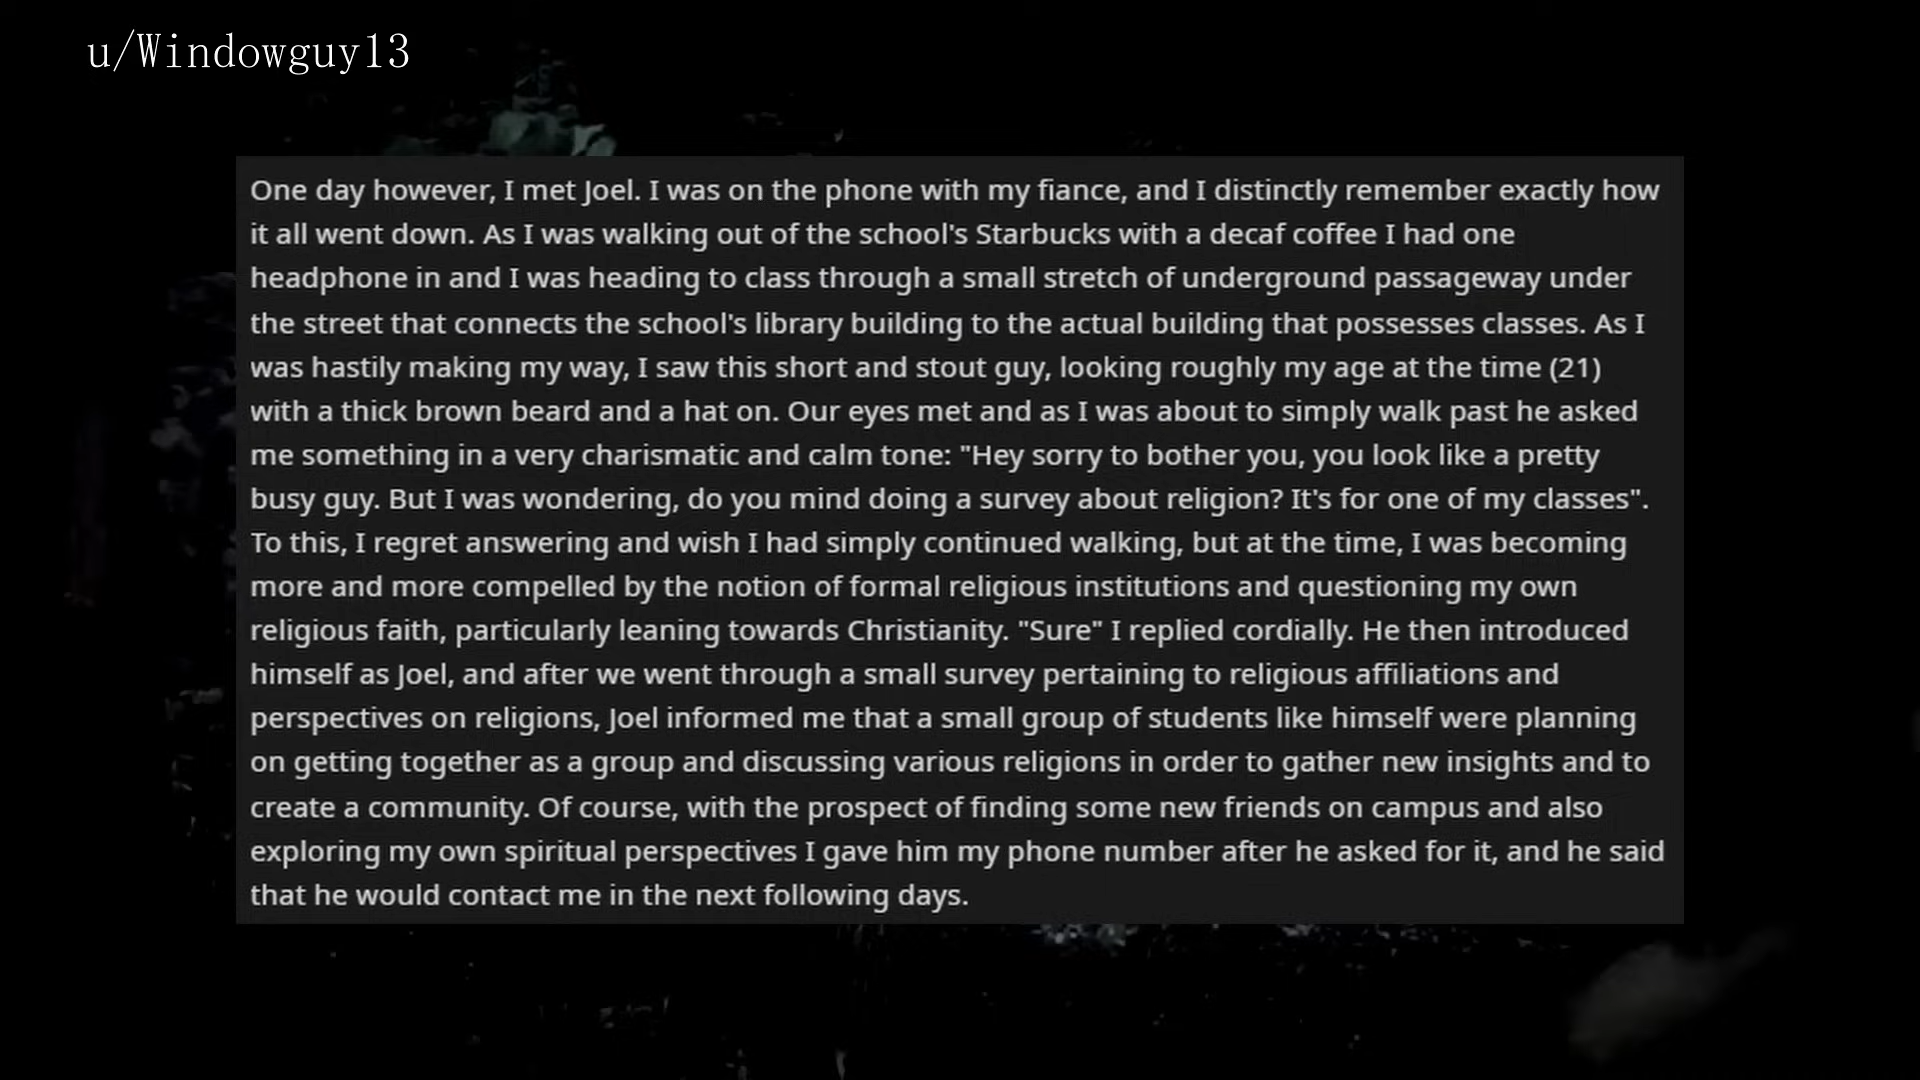 u/Windowguy13
One day however, I met Joel. I was on the phone with my fiance, and I distinctly remember exactly how
it all went down. As I was walking out of the school's Starbucks with a decaf coffee I had one
headphone in and I was heading to class through a small stretch of underground passageway under
the street that connects the school's library building to the actual building that possesses classes. As I
was hastily making my way, I saw this short and stout guy, looking roughly my age at the time (21)
with a thick brown beard and a hat on. Our eyes met and as I was about to simply walk past he asked
me something in a very charismatic and calm tone: "Hey sorry to bother you, you look like a pretty
busy guy. But I was wondering, do you mind doing a survey about religion? It's for one of my classes".
To this, I regret answering and wish I had simply continued walking, but at the time, I was becoming
more and more compelled by the notion of formal religious institutions and questioning my own
religious faith, particularly leaning towards Christianity. "Sure" I replied cordially. He then introduced
himself as Joel, and after we went through a small survey pertaining to religious affiliations and
perspectives on religions, Joel informed me that a small group of students like himself were planning
on getting together as a group and discussing various religions in order to gather new insights and to
create a community. Of course, with the prospect of finding some new friends on campus and also
exploring my own spiritual perspectives I gave him my phone number after he asked for it, and he said
that he would contact me in the next following days.